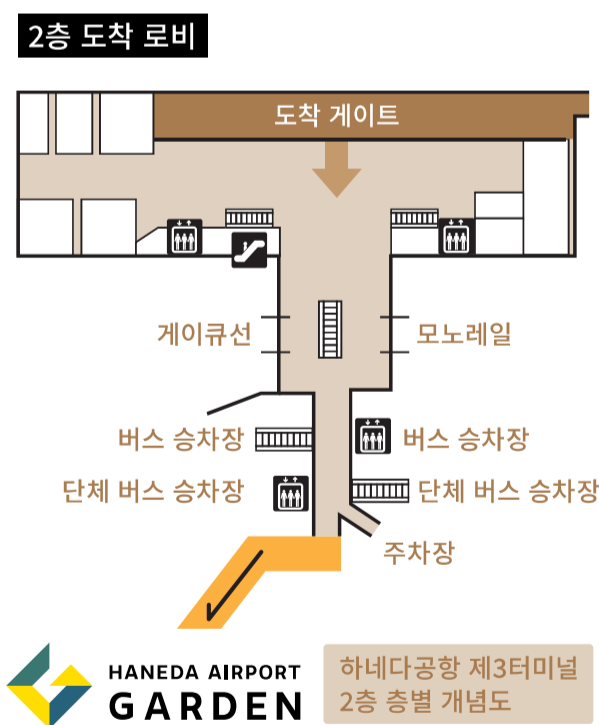 2층 도착 로비
도착 게이트
게이큐선
모노레일
버스 승차장
버스 승차장
단체 버스 승차장
단체 버스 승차장
주차장
HANEDA AIRPORT
GARDEN
하네다공항 제3터미널
2층 층별 개념도